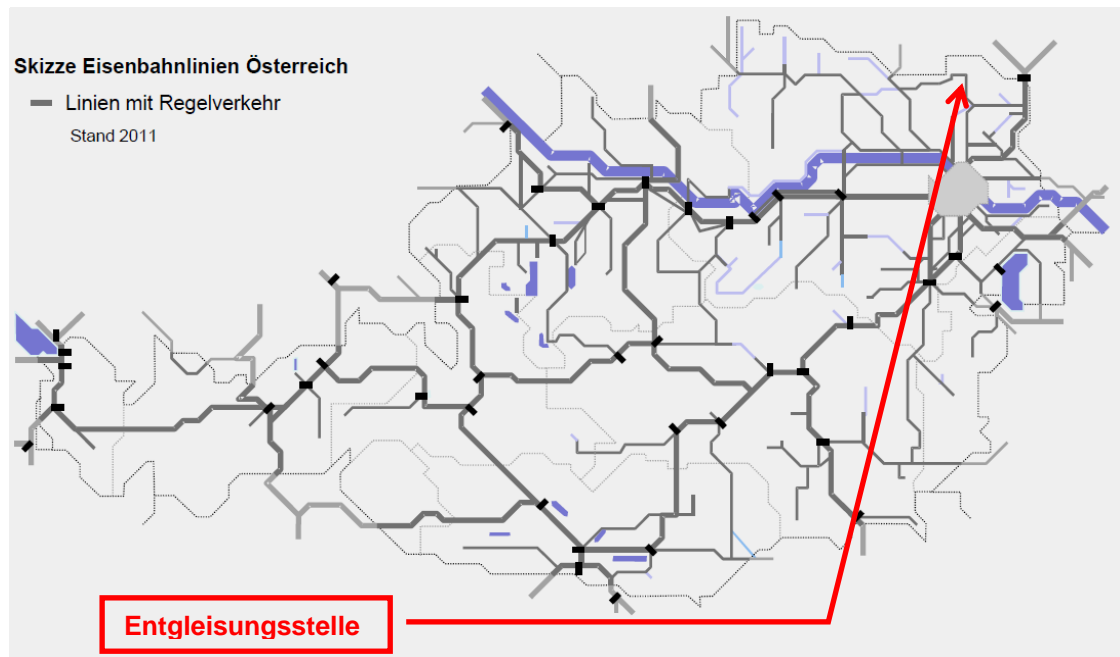 Skizze Eisenbahnlinien Österreich
Linien mit Regelverkehr
Stand 2011
Entgleisungsstelle